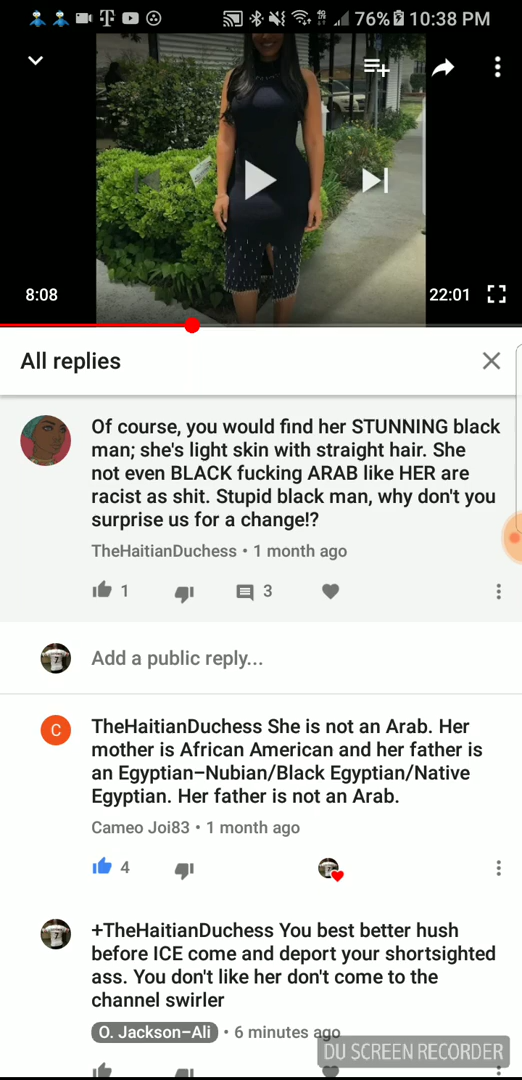 76% 10:38 PM
8:08
22:01
All replies
Of course, you would find her STUNNING black
man; she's light skin with straight hair. She
not even BLACK fucking ARAB like HER are
racist as shit. Stupid black man, why don't you
surprise us for a change!?
TheHaitianDuchess • 1 month ago
1
3
Add a public reply...
C
TheHaitianDuchess She is not an Arab. Her
mother is African American and her father is
an Egyptian–Nubian/Black Egyptian/Native
Egyptian. Her father is not an Arab.
Cameo Joi83 • 1 month ago
4
+TheHaitianDuchess You best better hush
before ICE come and deport your shortsighted
ass. You don't like her don't come to the
channel swirler
O. Jackson–Ali • 6 minutes ago
DU SCREEN RECORDER